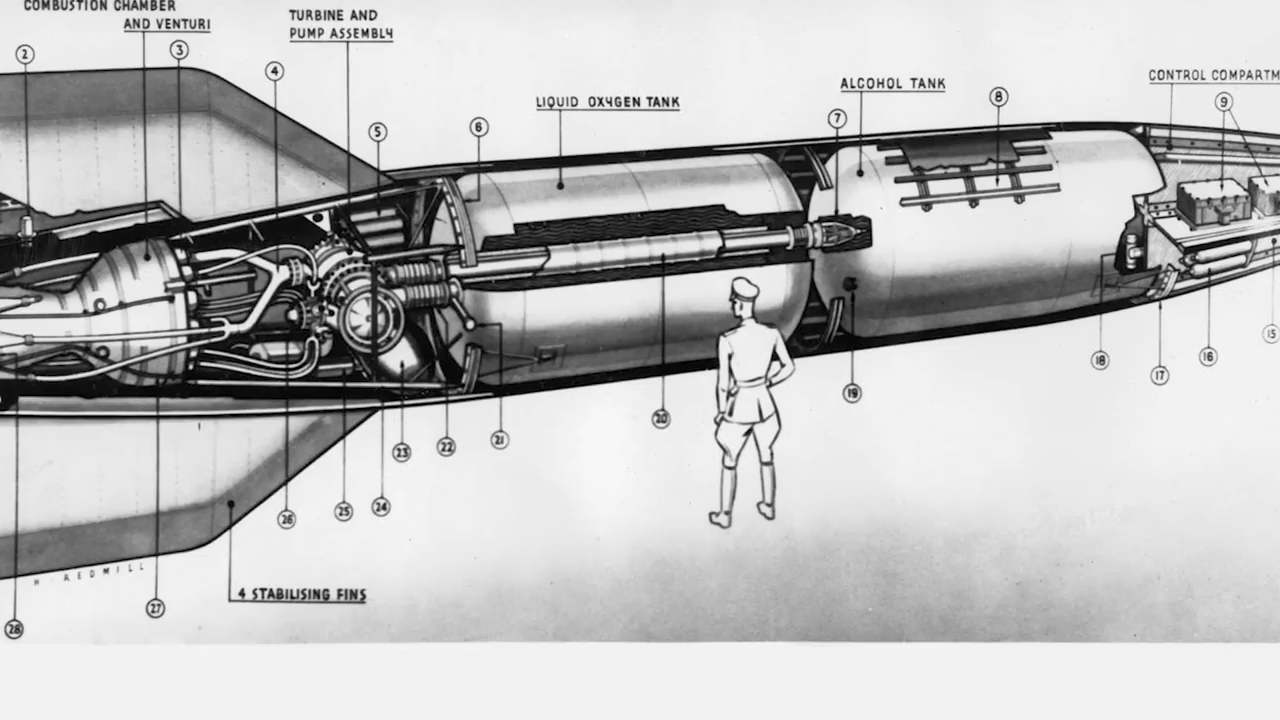 COMBUSTION CHAMBER
AND VENTURI
TURBINE AND
PUMP ASSEMBLY
LIQUID OXYGEN TANK
ALCOHOL TANK
CONTROL COMPARTM
2
3
4
5
6
7
8
9
15
16
17
18
19
20
21
22
23
24
25
26
27
28
4 STABILISING FINS
H. REDMILL